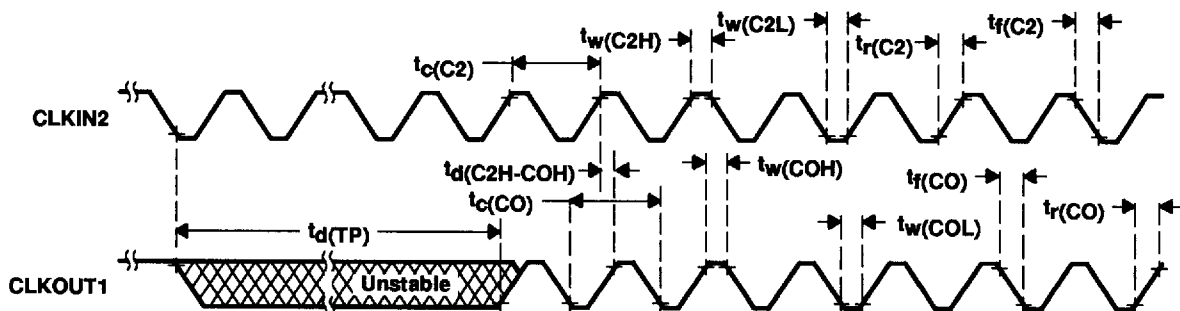 tw(C2H)
tw(C2L)
tf(C2)
tr(C2)
tc(C2)
CLKIN2
td(C2H-COH)
tw(COH)
tf(CO)
tc(CO)
tr(CO)
td(TP)
tw(COL)
CLKOUT1
Unstable